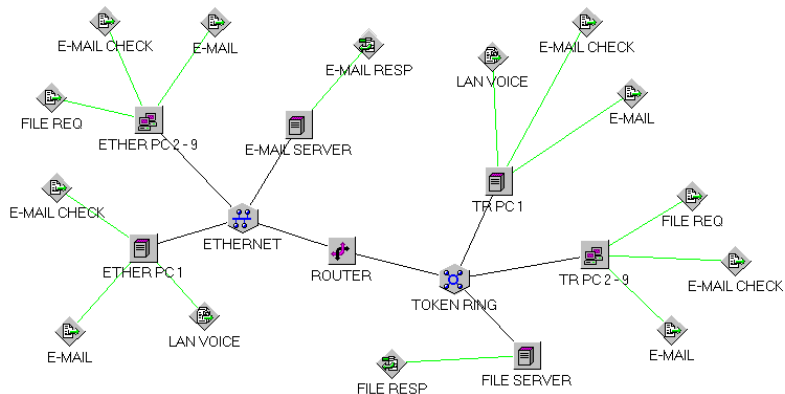 E-MAIL CHECK
E-MAIL
E-MAIL CHECK
E-MAIL RESP
LAN VOICE
FILE REQ
E-MAIL
ETHER PC 2 - 9
E-MAIL SERVER
TR PC 1
E-MAIL CHECK
FILE REQ
ETHERNET
ETHER PC 1
ROUTER
TR PC 2 - 9
E-MAIL CHECK
TOKEN RING
LAN VOICE
E-MAIL
E-MAIL
FILE RESP
FILE SERVER